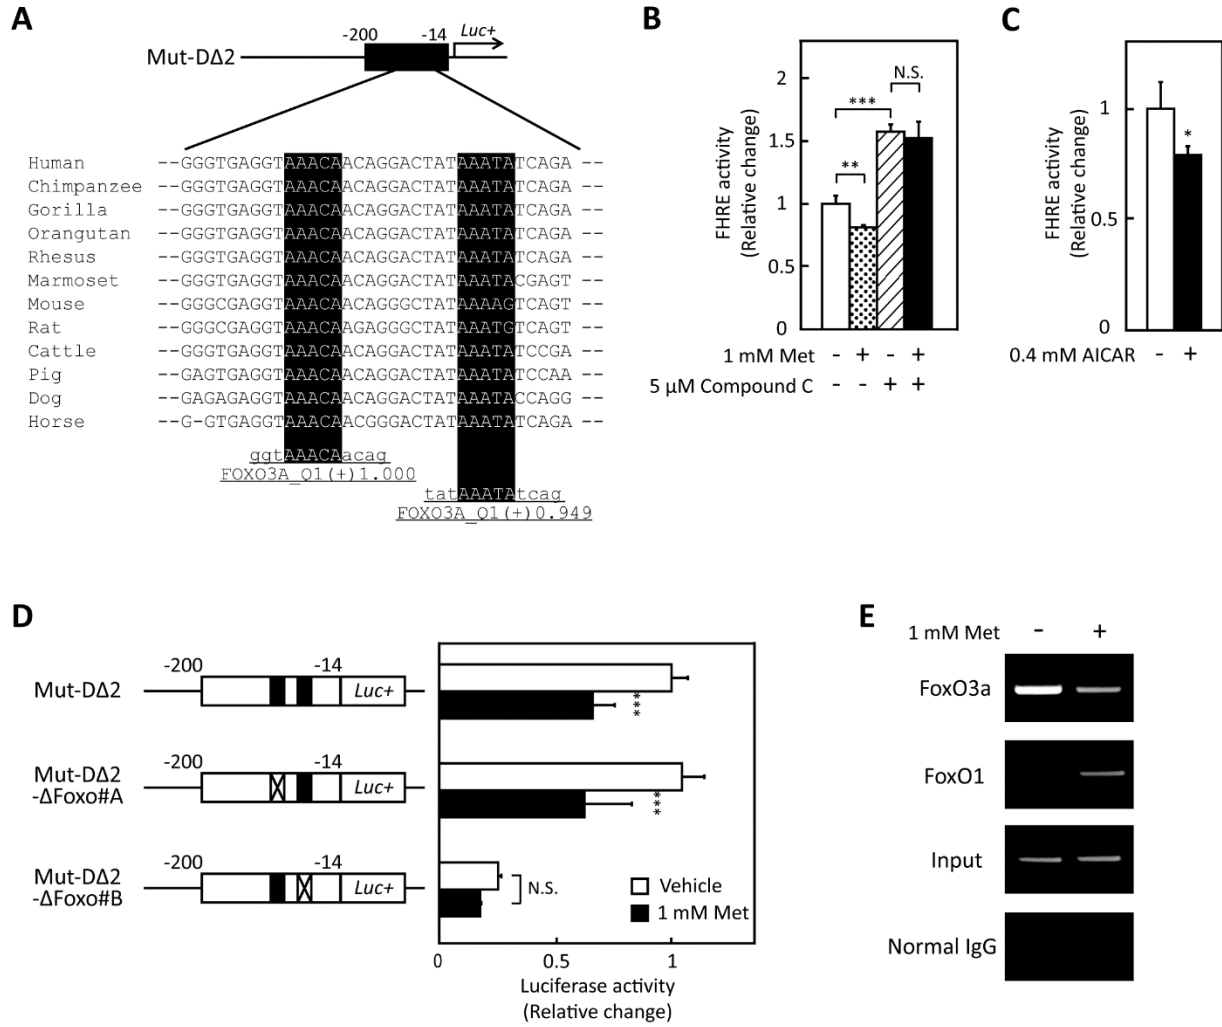 A
-200 -14 Luc+
Mut-DΔ2
Human --GGGTGAGGTAAACAACAGGACTATAAATATCAGA --
Chimpanzee --GGGTGAGGTAAACAACAGGACTATAAATATCAGA --
Gorilla --GGGTGAGGTAAACAACAGGACTATAAATATCAGA --
Orangutan --GGGTGAGGTAAACAACAGGACTATAAATATCAGA --
Rhesus --GGGTGAGGTAAACAACAGGACTATAAATATCAGA --
Marmoset --GGGTGAGGTAAACAACAGGACTATAAATACGAGT --
Mouse --GGGCGAGGTAAACAACAGGGCTATAAAAGTCAGT --
Rat --GGGCGAGGTAAACAAGAGGGCTATAAATGTCAGT --
Cattle --GGGTGAGGTAAACAACAGGACTATAAATATCCGA --
Pig --GAGTGAGGTAAACAACAGGACTATAAATATCCAA --
Dog --GAGAGAGGTAAACAACAGGACTATAAATACCAGG --
Horse --G-GTGAGGTAAACAACGGGACTATAAATATCAGA --
ggtAAACAacag
FOXO3A_Q1(+)1.000
tatAAATAtcag
FOXO3A_Q1(+)0.949
B
FHRE activity
(Relative change)
2
1.5
1
0.5
0
**
***
N.S.
1 mM Met - + - +
5 μM Compound C - - + +
C
FHRE activity
(Relative change)
1
0.5
0
*
0.4 mM AICAR - +
D
-200 -14
Mut-DΔ2 Luc+
***
-200 -14
Mut-DΔ2
-ΔFoxo#A Luc+
***
-200 -14
Mut-DΔ2
-ΔFoxo#B Luc+
N.S.
Vehicle
1 mM Met
0 0.5 1
Luciferase activity
(Relative change)
E
1 mM Met - +
FoxO3a
FoxO1
Input
Normal IgG